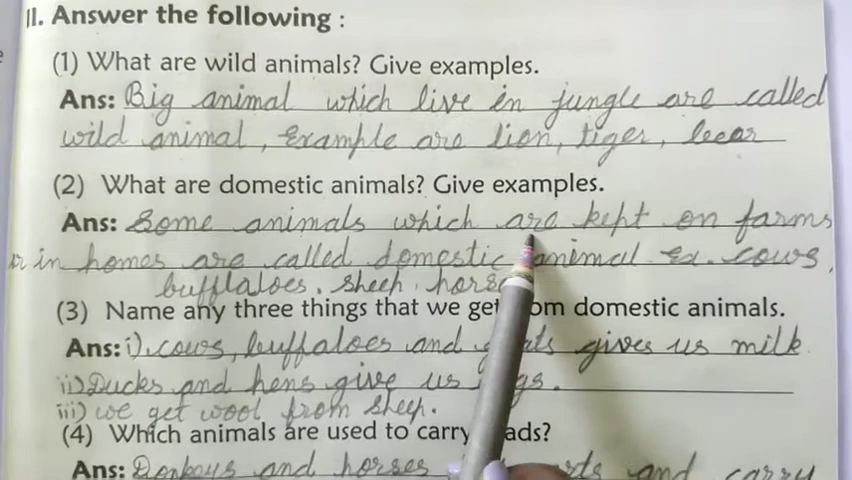 II. Answer the following :
(1) What are wild animals? Give examples.
Ans: Big animal which live in jungle are called
wild animal, Example are lion, tiger, bear
(2) What are domestic animals? Give examples.
Ans: Some animals which are kept on farms
in homes are called domestic animal Ex. cows,
bufflaloes. sheep. horse
(3) Name any three things that we get from domestic animals.
Ans: i). cows, buffaloes and goats gives us milk
ii) Ducks and hens give us eggs.
iii) we get wool from sheep.
(4) Which animals are used to carry loads?
Ans: Donkeys and horses and carry